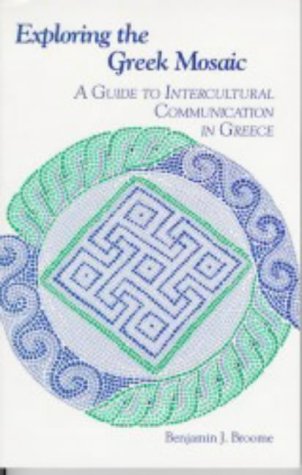 Exploring the
Greek Mosaic
A GUIDE TO INTERCULTURAL
COMMUNICATION
IN GREECE
Benjamin J. Broome